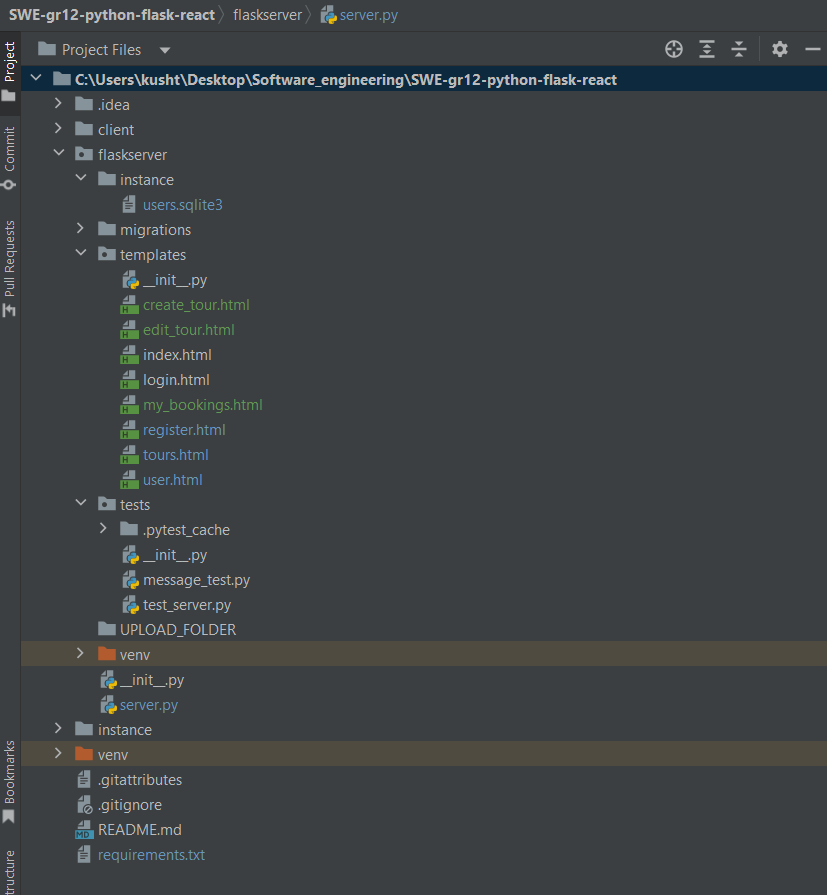 SWE-gr12-python-flask-react flaskserver server.py
Project Files
C:\Users\kusht\Desktop\Software_engineering\SWE-gr12-python-flask-react
.idea
client
flaskserver
instance
users.sqlite3
migrations
templates
__init__.py
create_tour.html
edit_tour.html
index.html
login.html
my_bookings.html
register.html
tours.html
user.html
tests
.pytest_cache
__init__.py
message_test.py
test_server.py
UPLOAD_FOLDER
venv
__init__.py
server.py
instance
venv
.gitattributes
.gitignore
README.md
requirements.txt
Project
Commit
Pull Requests
Bookmarks
ructure